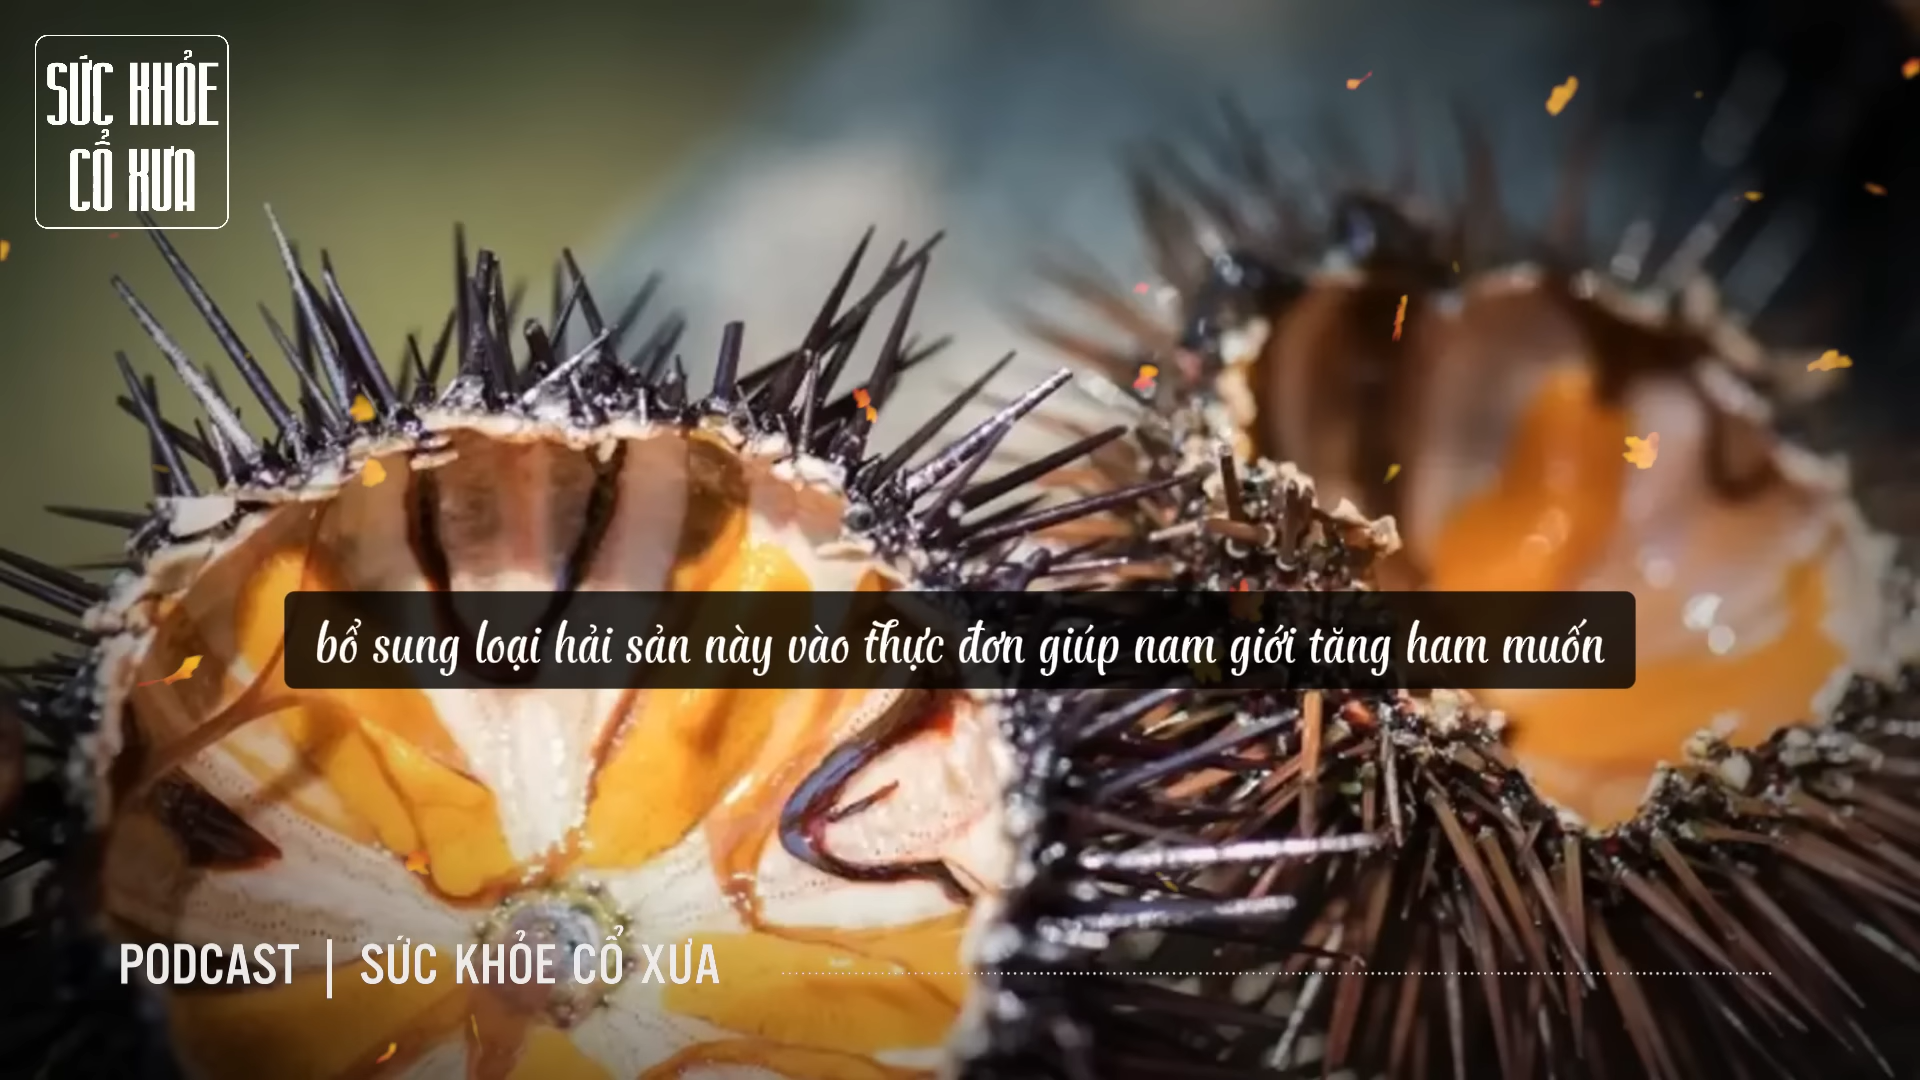 SỨC KHỎE
CỔ XƯA
bổ sung loại hải sản này vào thực đơn giúp nam giới tăng ham muốn
PODCAST | SỨC KHỎE CỔ XƯA